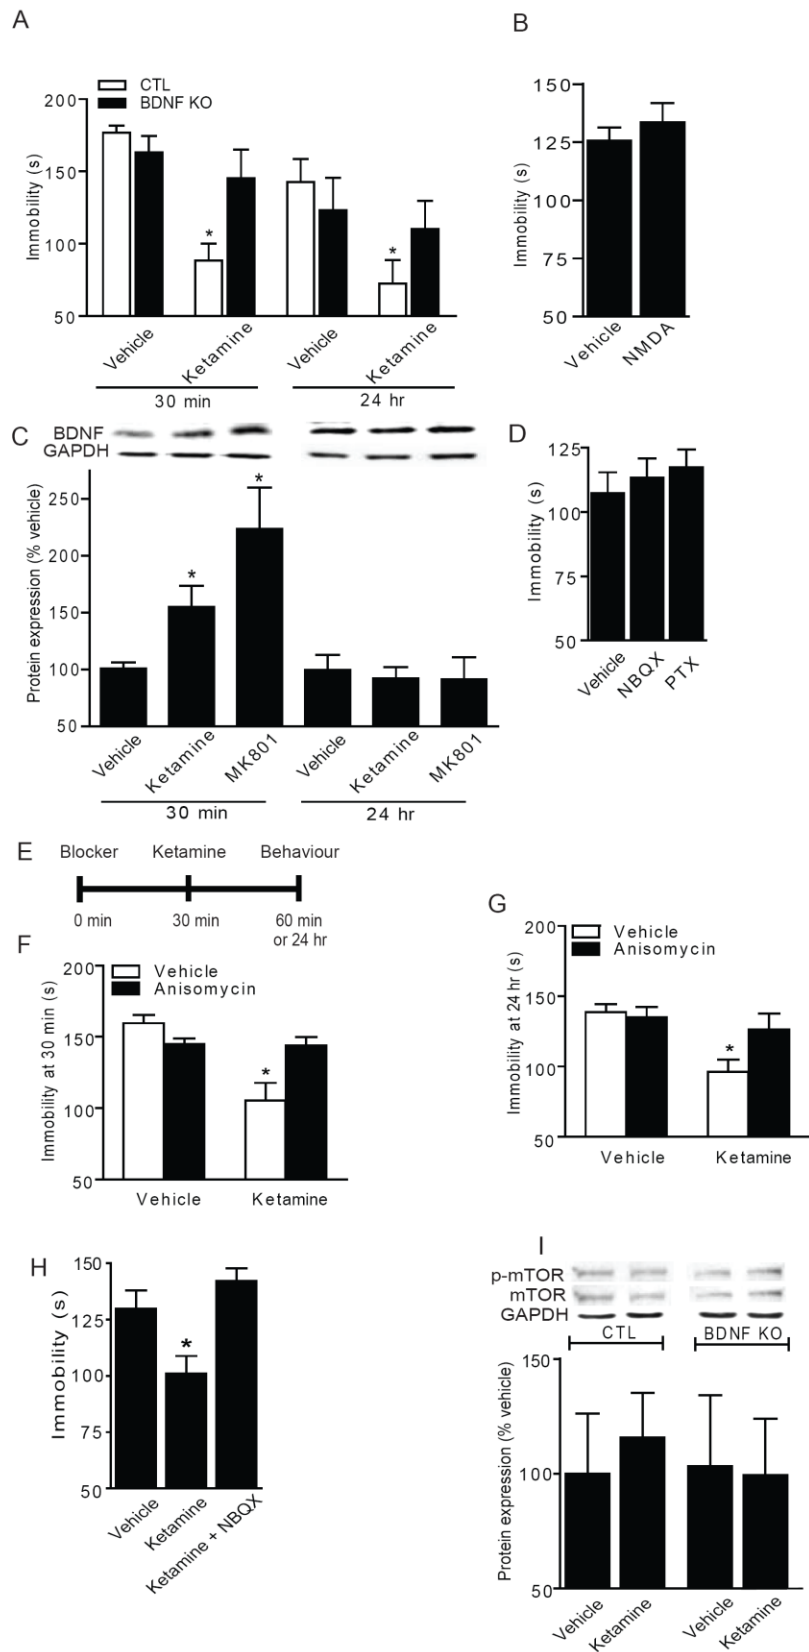 A
CTL
BDNF KO
Immobility (s)
200
150
100
50
Vehicle
Ketamine
Vehicle
Ketamine
30 min
24 hr
B
Immobility (s)
150
125
100
75
50
Vehicle
NMDA
C
BDNF
GAPDH
Protein expression (% vehicle)
250
200
150
100
50
*
*
Vehicle
Ketamine
MK801
Vehicle
Ketamine
MK801
30 min
24 hr
D
Immobility (s)
125
100
75
50
Vehicle
NBQX
PTX
E
Blocker Ketamine Behaviour
0 min 30 min 60 min
or 24 hr
F
Vehicle
Anisomycin
Immobility at 30 min (s)
200
150
100
50
*
Vehicle Ketamine
G
Vehicle
Anisomycin
Immobility at 24 hr (s)
200
150
100
50
*
Vehicle Ketamine
H
Immobility (s)
150
125
100
75
50
*
Vehicle
Ketamine
Ketamine + NBQX
I
p-mTOR
mTOR
GAPDH
CTL BDNF KO
Protein expression (% vehicle)
150
100
50
Vehicle
Ketamine
Vehicle
Ketamine